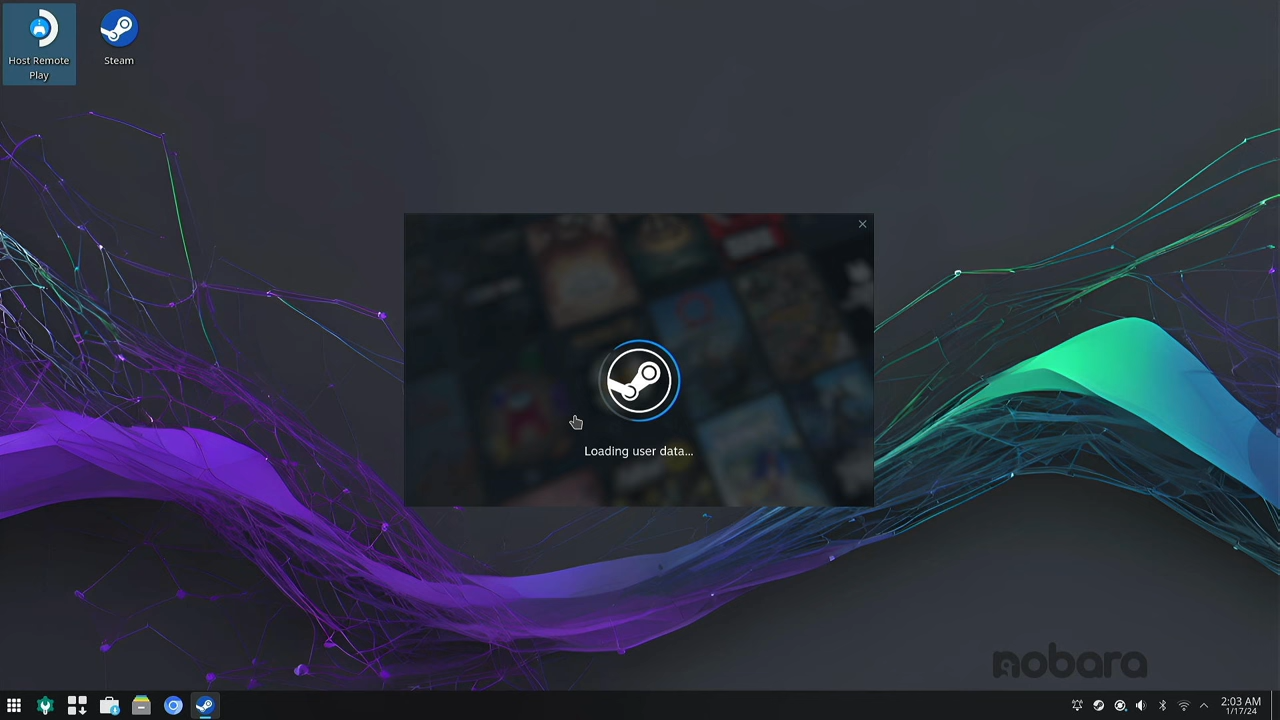 Host Remote
Play
Steam
Loading user data...
nobara
2:03 AM
1/17/24